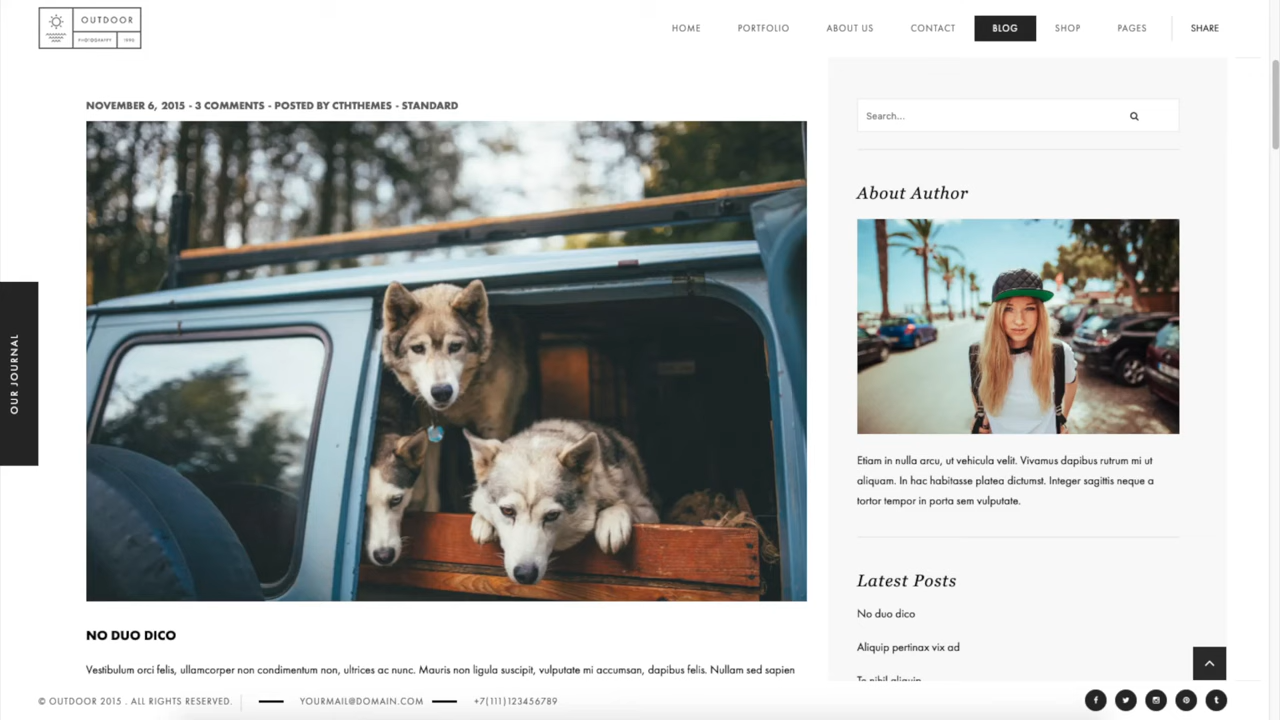 OUTDOOR
PHOTOGRAPHY
HOME
PORTFOLIO
ABOUT US
CONTACT
BLOG
SHOP
PAGES
SHARE
OUR JOURNAL
NOVEMBER 6, 2015 - 3 COMMENTS - POSTED BY CTHTHEMES - STANDARD
NO DUO DICO
Vestibulum orci felis, ullamcorper non condimentum non, ultrices ac nunc. Mauris non ligula suscipit, vulputate mi accumsan, dapibus felis. Nullam sed sapien
Search...
About Author
Etiam in nulla arcu, ut vehicula velit. Vivamus dapibus rutrum mi ut
aliquam. In hac habitasse platea dictumst. Integer sagittis neque a
tortor tempor in porta sem vulputate.
Latest Posts
No duo dico
Aliquip pertinax vix ad
Te nihil aliquip
© OUTDOOR 2015 . ALL RIGHTS RESERVED.
YOURMAIL@DOMAIN.COM
+7(111)123456789